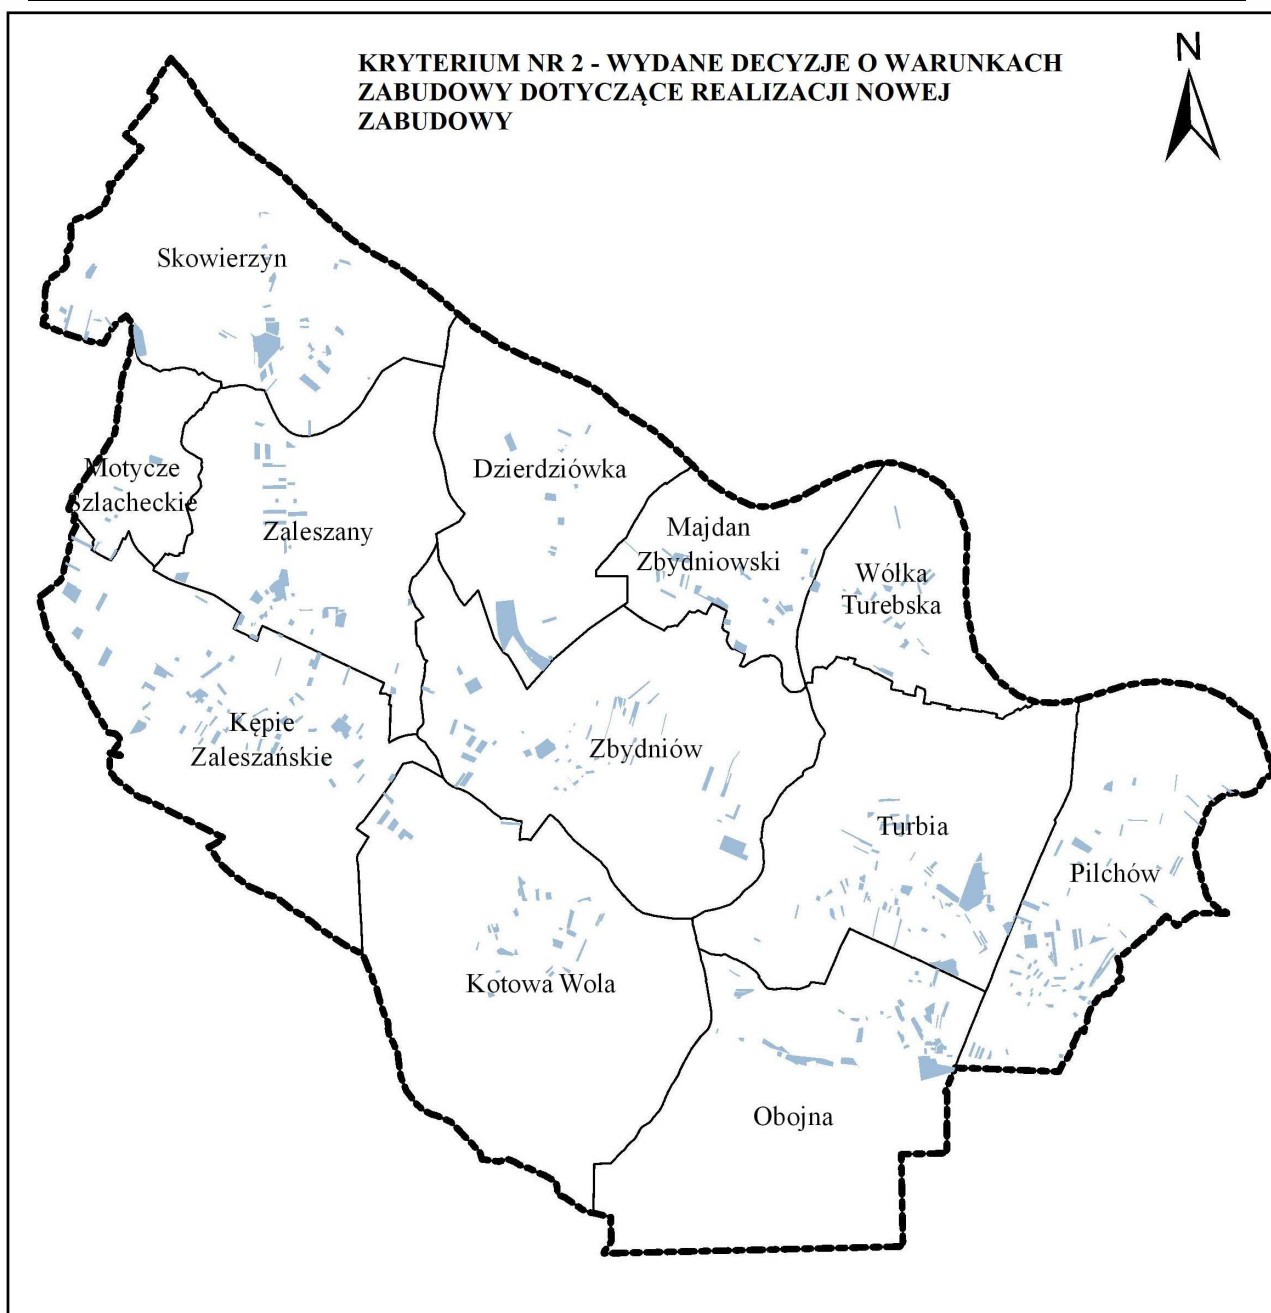 KRYTERIUM NR 2 - WYDANE DECYZJE O WARUNKACH
ZABUDOWY DOTYCZĄCE REALIZACJI NOWEJ
ZABUDOWY
N
Skowierzyn
Motycze
Szlacheckie
Zaleszany
Dzierdziówka
Majdan
Zbydniowski
Wólka
Turebska
Kępie
Zaleszańskie
Zbydniów
Turbia
Pilchów
Kotowa Wola
Obojna